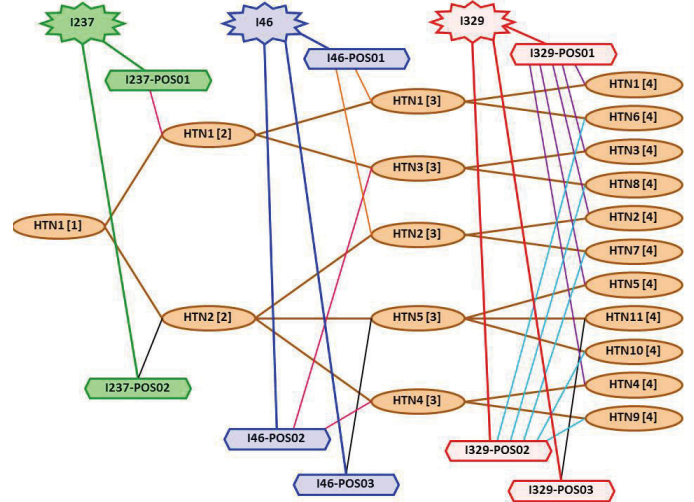 I237
I46
I329
I237-POS01
I46-POS01
I329-POS01
HTN1 [1]
HTN1 [2]
HTN2 [2]
HTN1 [3]
HTN3 [3]
HTN2 [3]
HTN5 [3]
HTN4 [3]
HTN1 [4]
HTN6 [4]
HTN3 [4]
HTN8 [4]
HTN2 [4]
HTN7 [4]
HTN5 [4]
HTN11 [4]
HTN10 [4]
HTN4 [4]
HTN9 [4]
I237-POS02
I46-POS02
I46-POS03
I329-POS02
I329-POS03